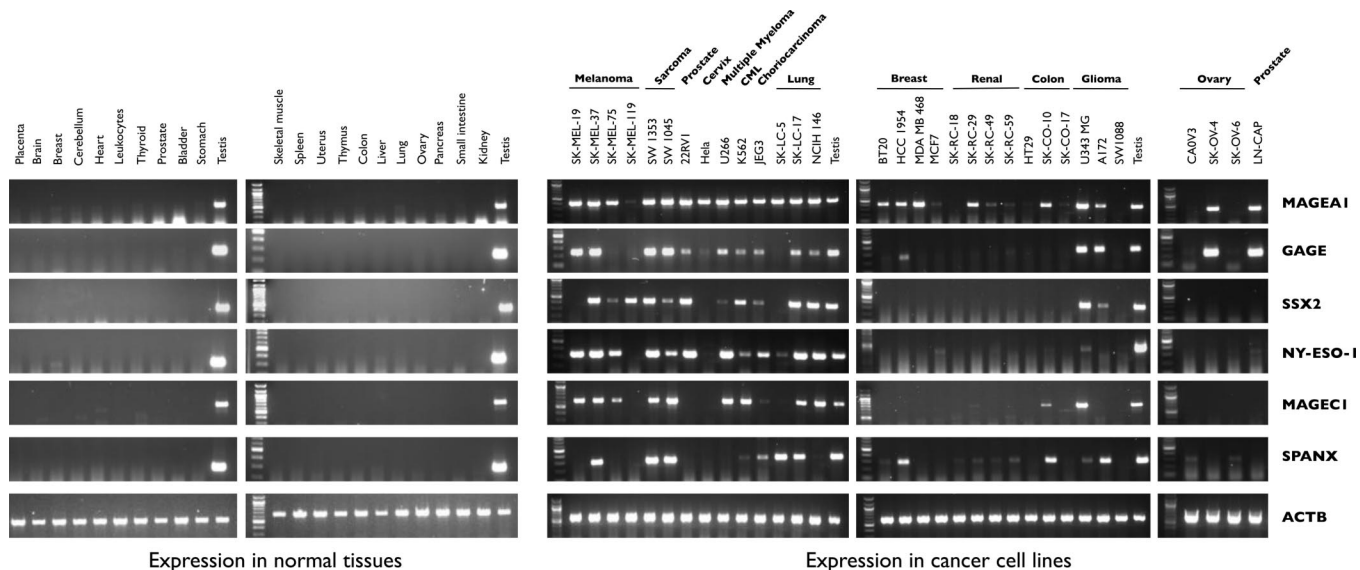 Placenta
Brain
Breast
Cerebellum
Heart
Leukocytes
Thyroid
Prostate
Bladder
Stomach
Testis
Skeletal muscle
Spleen
Uterus
Thymus
Colon
Liver
Lung
Ovary
Pancreas
Small intestine
Kidney
Testis
Melanoma
Sarcoma
Prostate
Cervix
Multiple Myeloma
CML
Choriocarcinoma
Lung
SK-MEL-19
SK-MEL-37
SK-MEL-75
SK-MEL-119
SW 1353
SW 1045
22RV1
Hela
U266
K562
JEG3
SK-LC-5
SK-LC-17
NCIH 146
Testis
Breast
Renal
Colon
Glioma
BT20
HCC 1954
MDA MB 468
MCF7
SK-RC-18
SK-RC-29
SK-RC-49
SK-RC-59
HT29
SK-CO-10
SK-CO-17
U343 MG
A172
SW1088
Testis
Ovary
Prostate
CAOV3
SK-OV-4
SK-OV-6
LN-CAP
MAGEA1
GAGE
SSX2
NY-ESO-1
MAGEC1
SPANX
ACTB
Expression in normal tissues
Expression in cancer cell lines